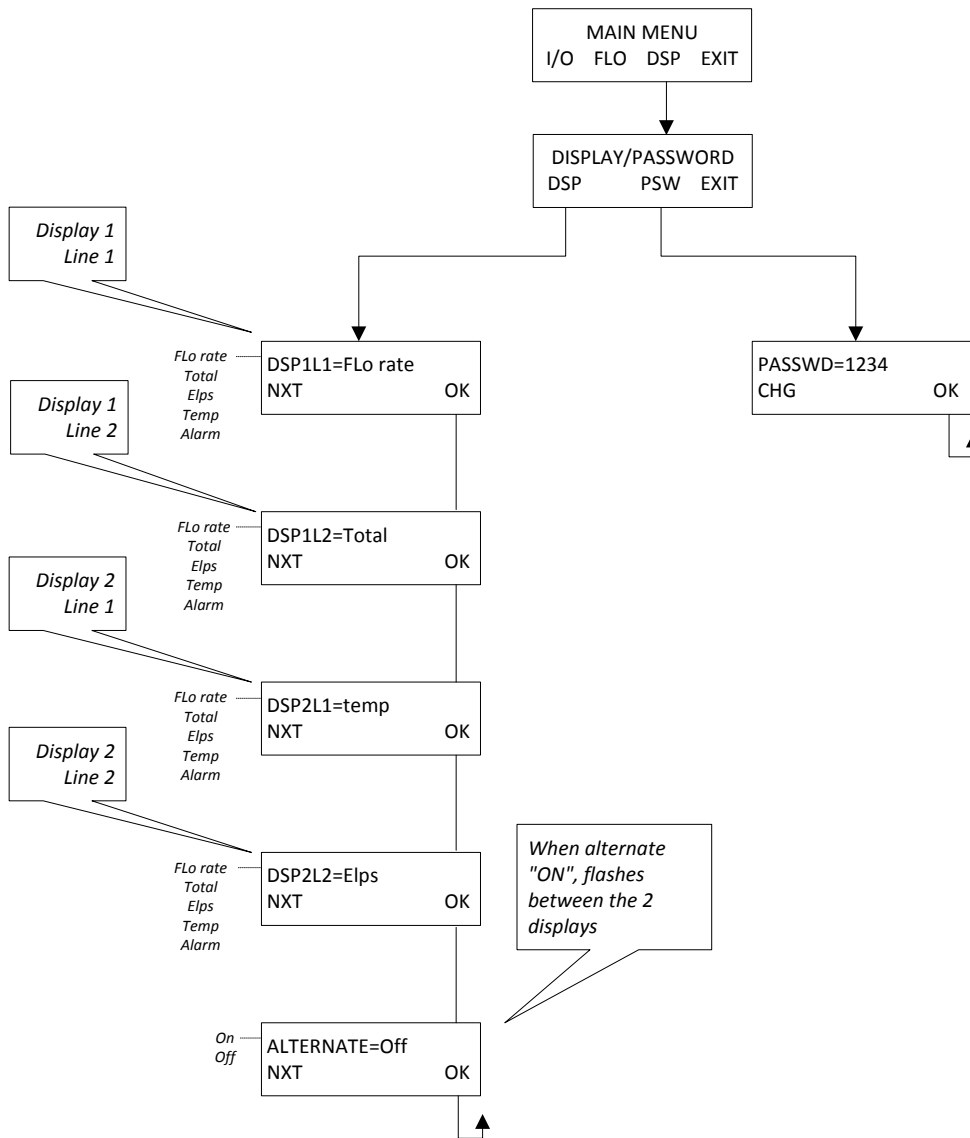 MAIN MENU
I/O FLO DSP EXIT
DISPLAY/PASSWORD
DSP PSW EXIT
Display 1
Line 1
FLo rate
Total
Elps
Temp
Alarm
DSP1L1=FLo rate
NXT OK
PASSWD=1234
CHG OK
Display 1
Line 2
FLo rate
Total
Elps
Temp
Alarm
DSP1L2=Total
NXT OK
Display 2
Line 1
FLo rate
Total
Elps
Temp
Alarm
DSP2L1=temp
NXT OK
Display 2
Line 2
FLo rate
Total
Elps
Temp
Alarm
DSP2L2=Elps
NXT OK
When alternate
"ON", flashes
between the 2
displays
On
Off
ALTERNATE=Off
NXT OK